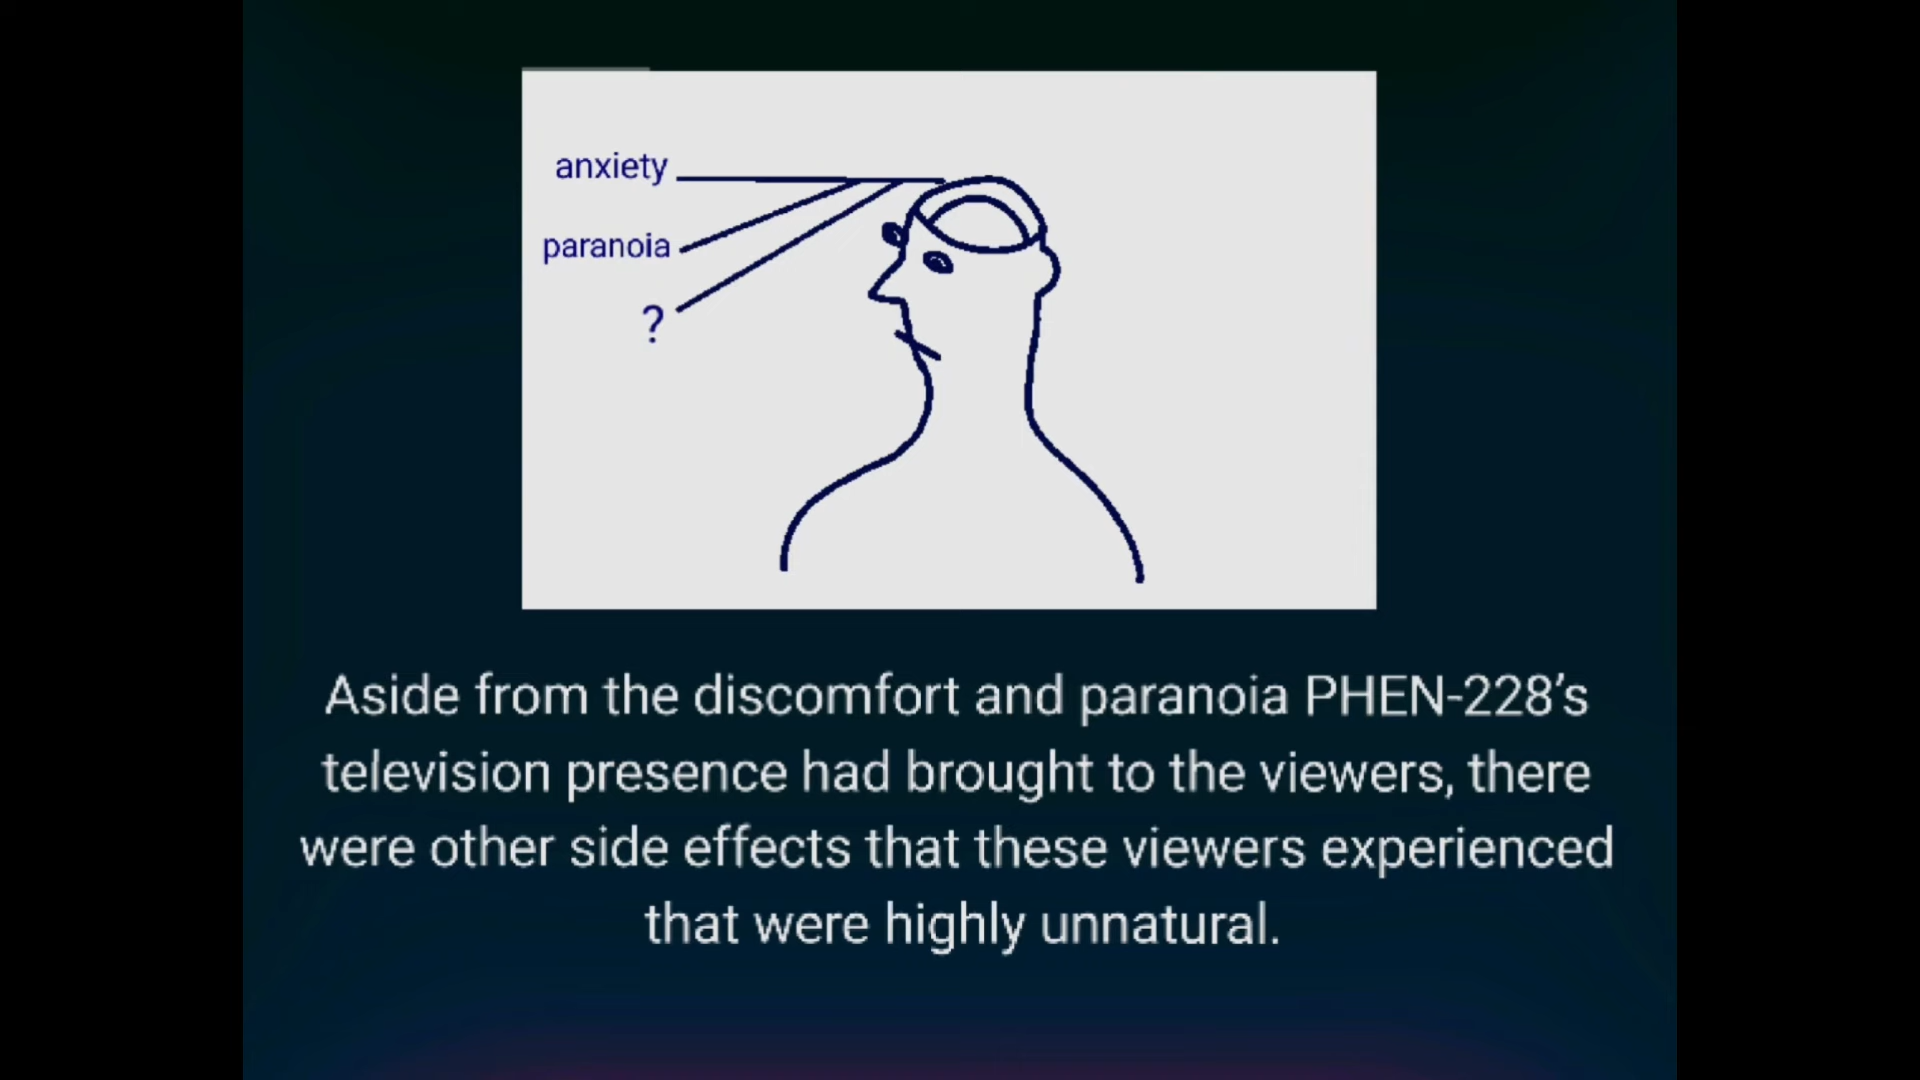 anxiety
paranoia
?
Aside from the discomfort and paranoia PHEN-228’s
television presence had brought to the viewers, there
were other side effects that these viewers experienced
that were highly unnatural.